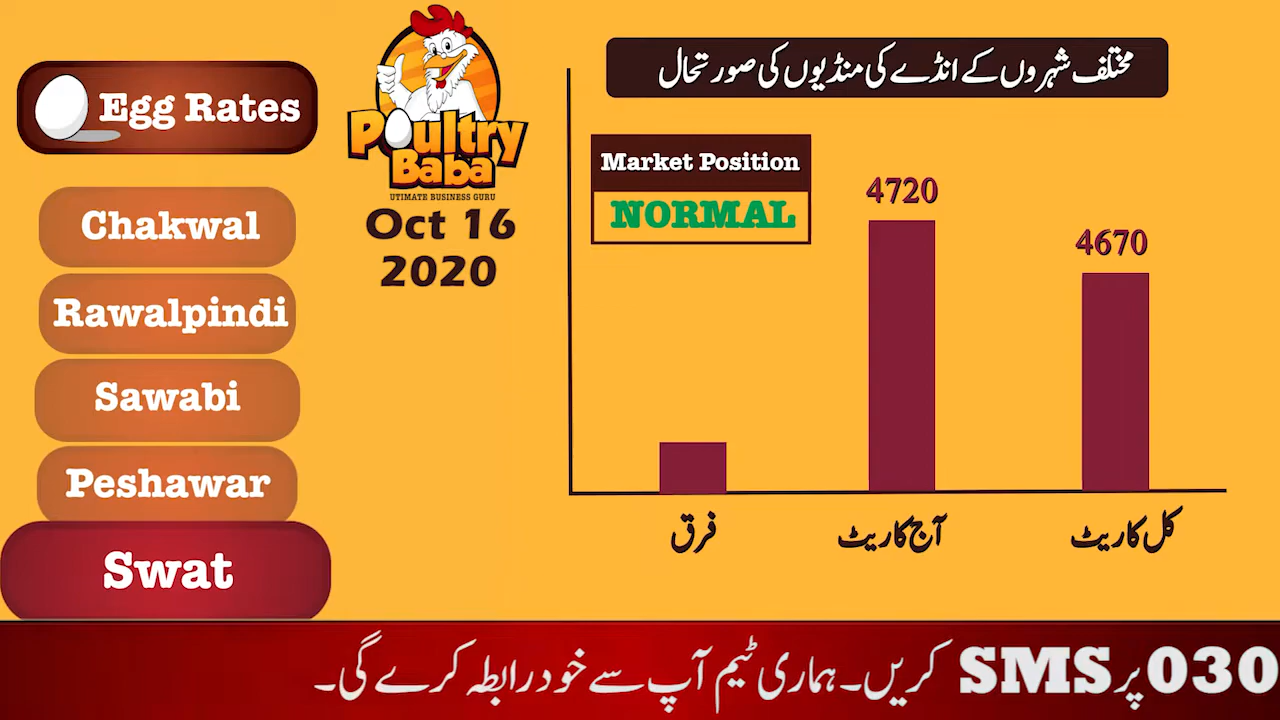 Egg Rates
Chakwal
Rawalpindi
Sawabi
Peshawar
Swat
Poultry
Baba
UTIMATE BUSINESS GURU
Oct 16
2020
مختلف شہروں کے انڈے کی منڈیوں کی صورتحال
Market Position
NORMAL
4720
4670
فرق
آج کا ریٹ
کل کا ریٹ
030 پر SMS کریں۔ ہماری ٹیم آپ سے خود رابطہ کرے گی۔